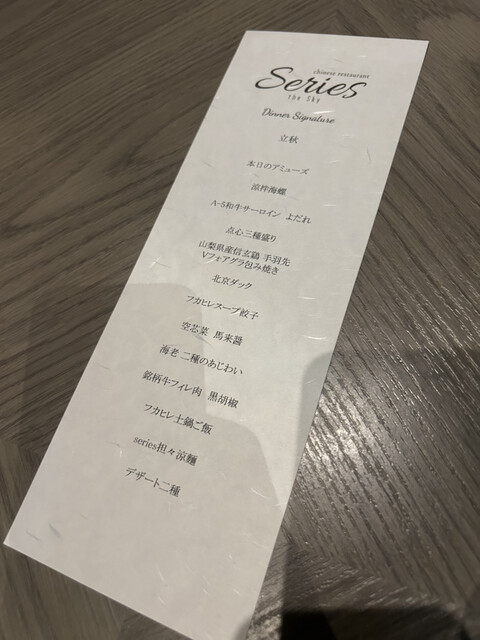 chinese restaurant
Series
the Sky
Dinner Signature
立秋
本日のアミューズ
涼拌海螺
A-5和牛サーロイン よだれ
点心三種盛り
山梨県産信玄鶏 手羽先
Vフォアグラ包み焼き
北京ダック
フカヒレスープ餃子
空芯菜 馬来醤
海老 二種のあじわい
銘柄牛フィレ肉 黒胡椒
フカヒレ土鍋ご飯
series担々涼麺
デザート二種